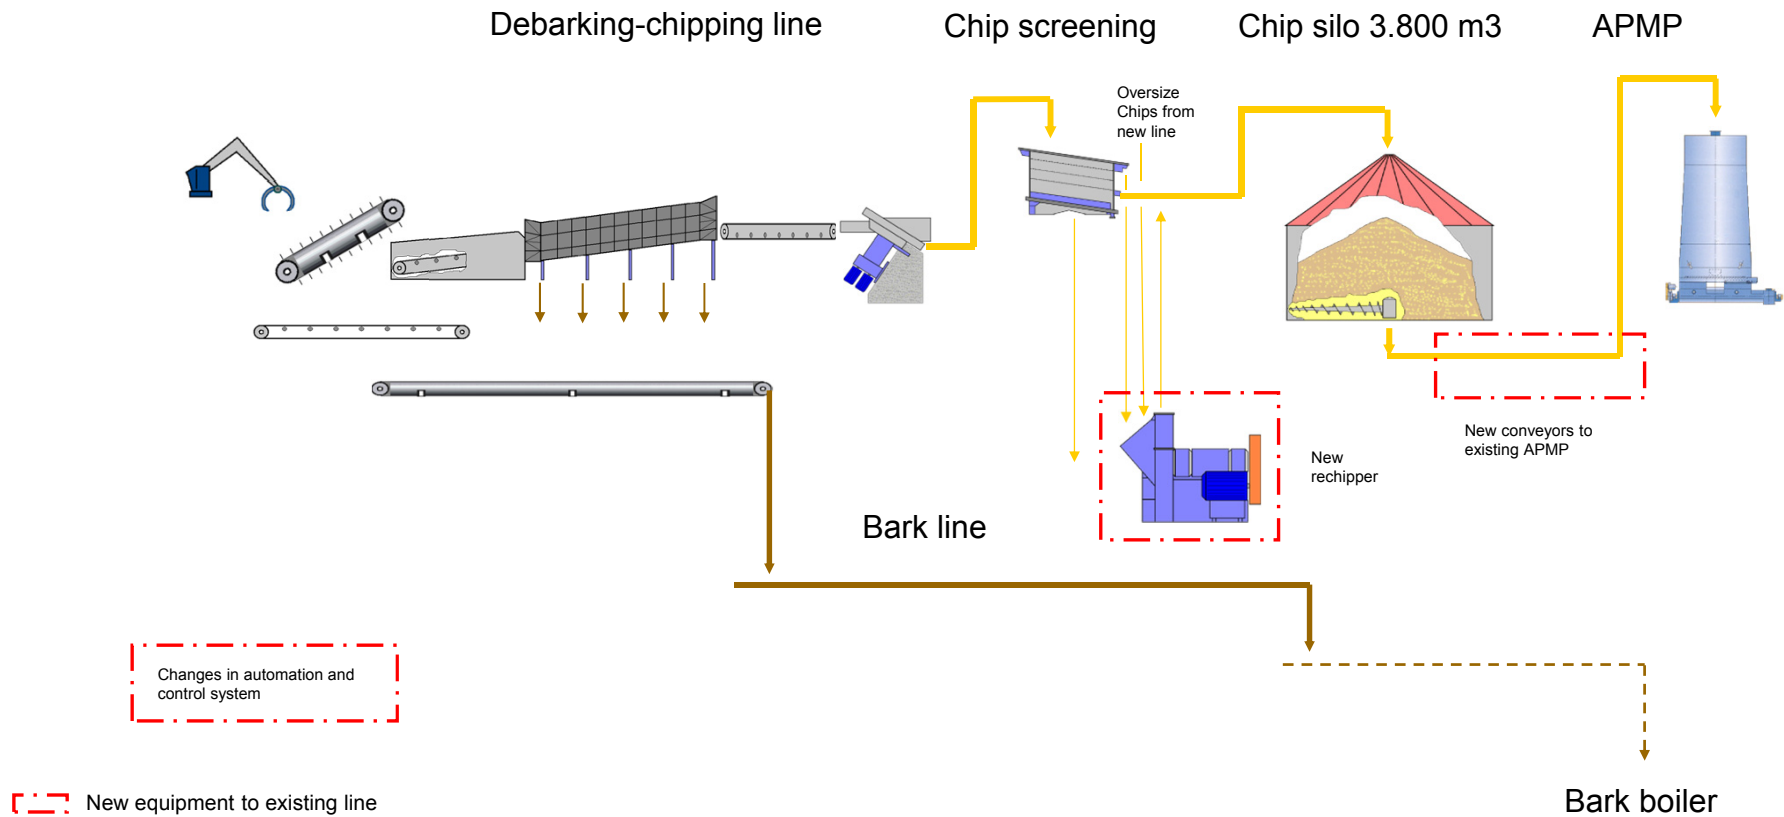 Debarking-chipping line
Chip screening
Chip silo 3.800 m3
APMP
Oversize
Chips from
new line
New conveyors to
existing APMP
New
rechipper
Bark line
Changes in automation and
control system
New equipment to existing line
Bark boiler